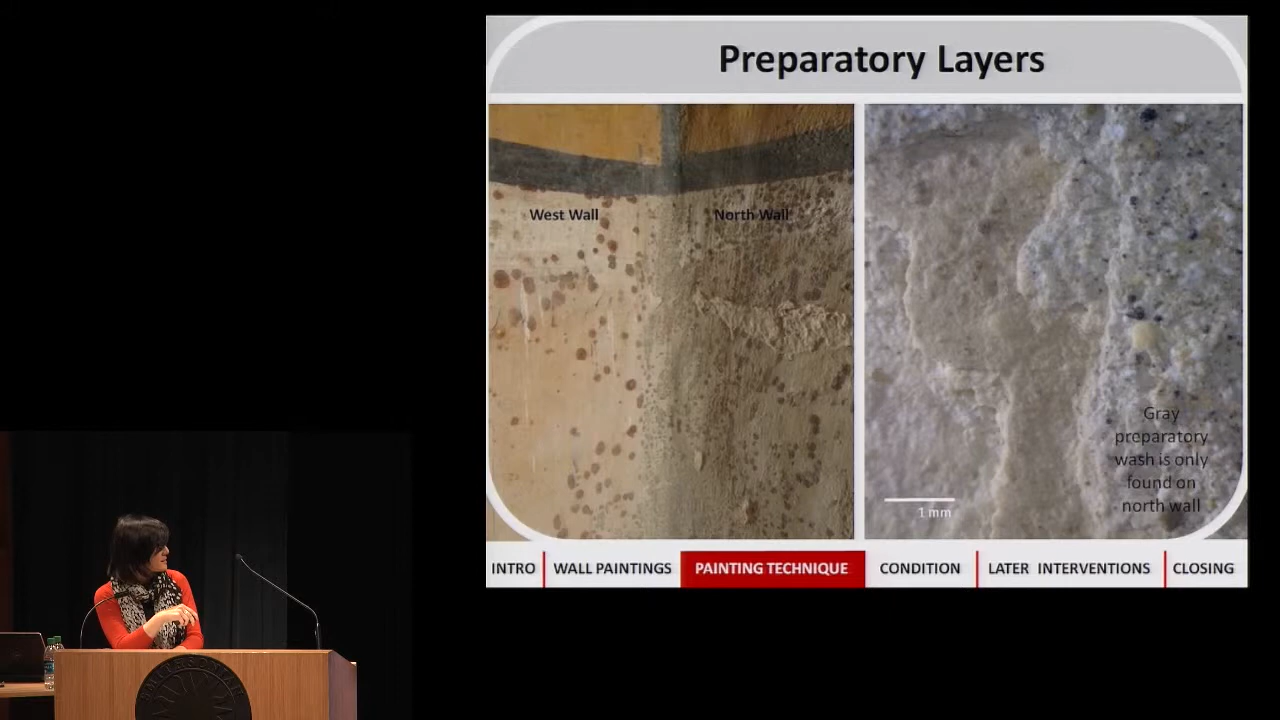 Preparatory Layers
West Wall
North Wall
Gray
preparatory
wash is only
found on
north wall
1 mm
INTRO
WALL PAINTINGS
PAINTING TECHNIQUE
CONDITION
LATER INTERVENTIONS
CLOSING
SMITHSONIAN